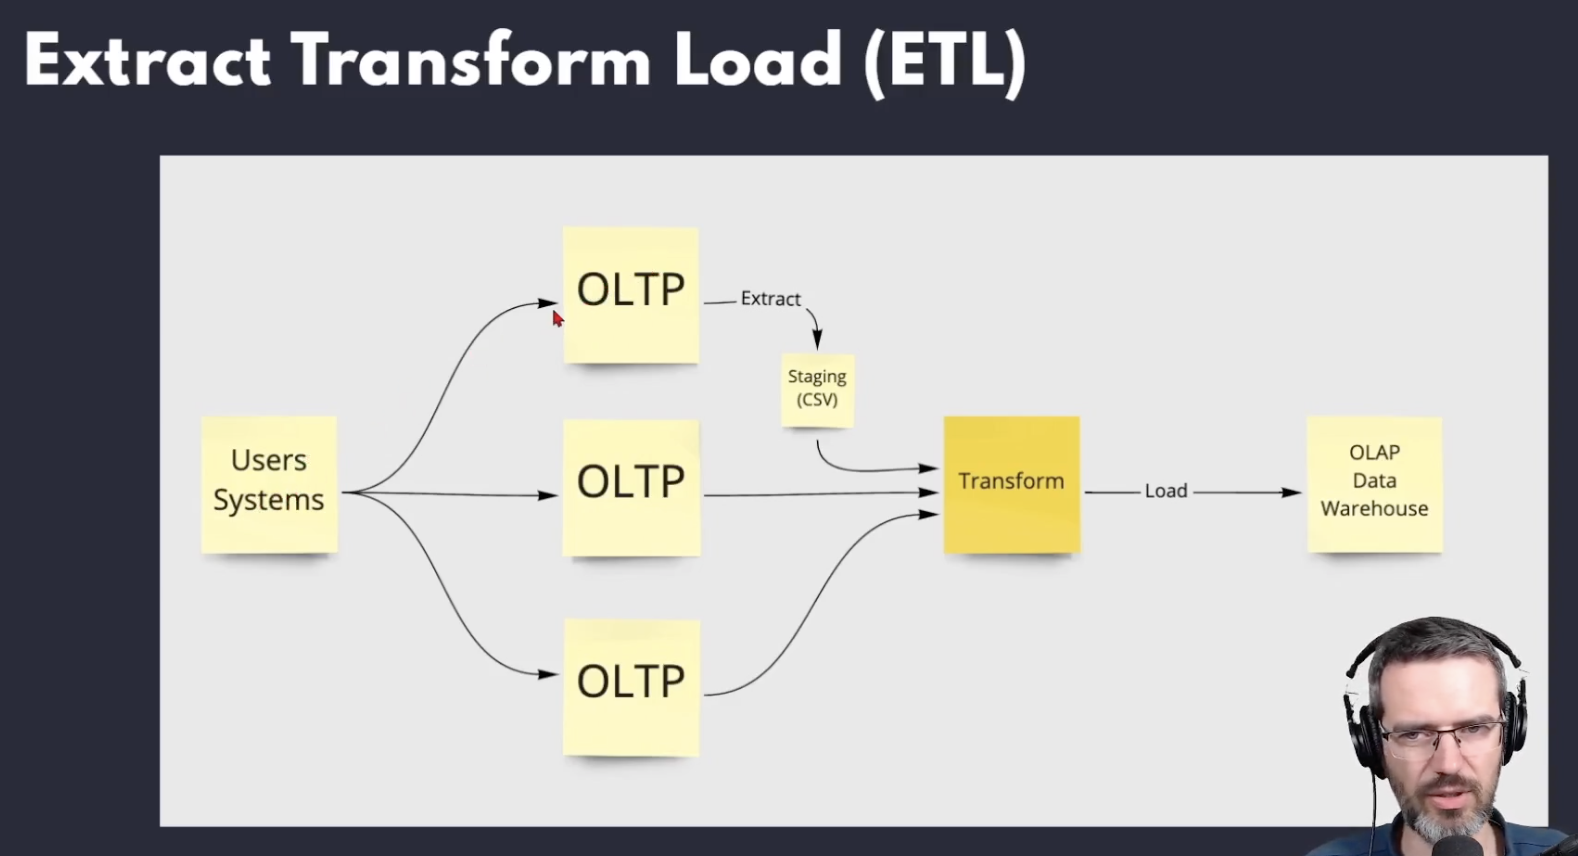 Extract Transform Load (ETL)
OLTP
Extract
Staging
(CSV)
Users
Systems
OLTP
Transform
Load
OLAP
Data
Warehouse
OLTP